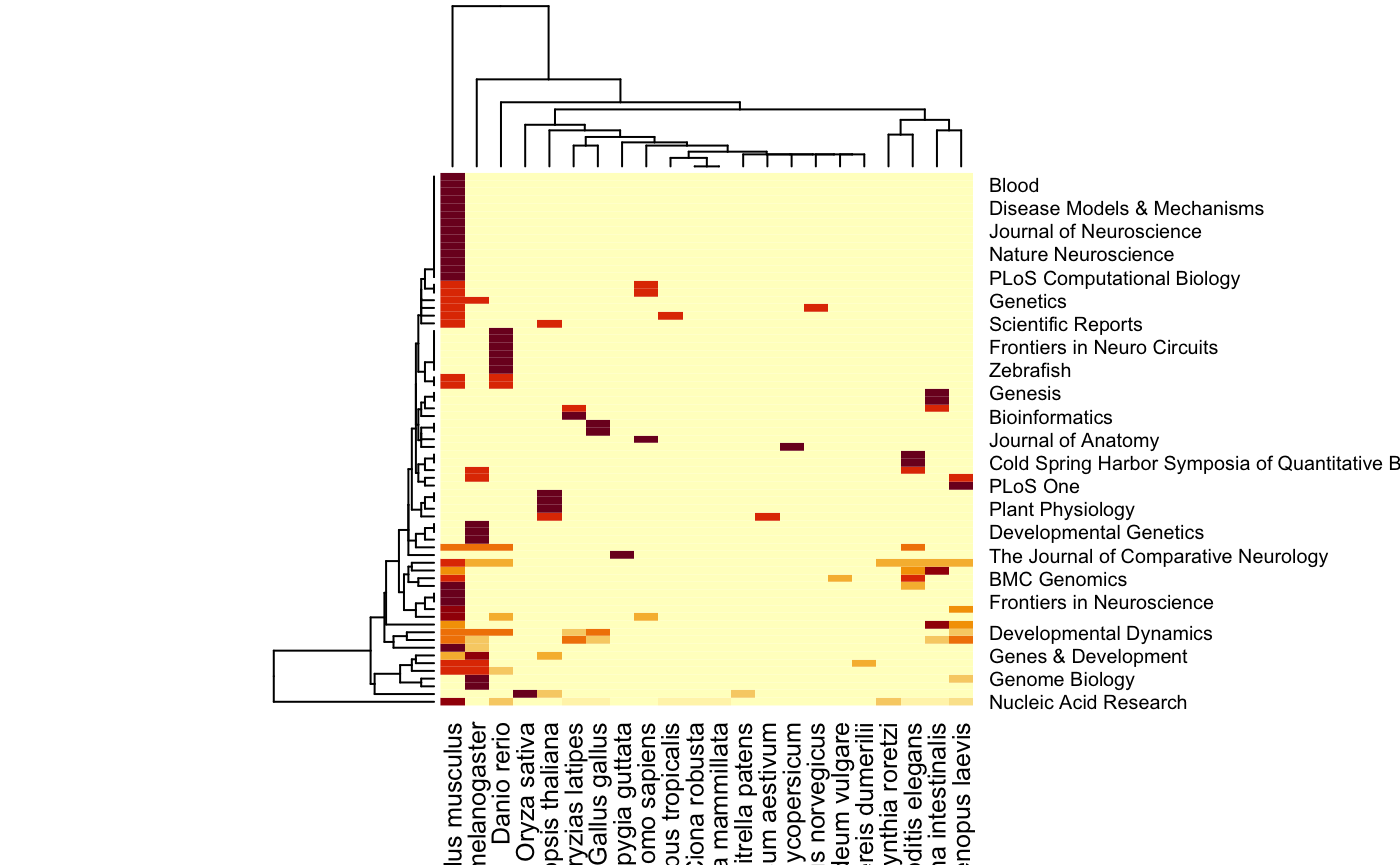 Blood
Disease Models & Mechanisms
Journal of Neuroscience
Nature Neuroscience
PLoS Computational Biology
Genetics
Scientific Reports
Frontiers in Neuro Circuits
Zebrafish
Genesis
Bioinformatics
Journal of Anatomy
Cold Spring Harbor Symposia of Quantitative B
PLoS One
Plant Physiology
Developmental Genetics
The Journal of Comparative Neurology
BMC Genomics
Frontiers in Neuroscience
Developmental Dynamics
Genes & Development
Genome Biology
Nucleic Acid Research
lus musculus
melanogaster
Danio rerio
Oryza sativa
opsis thaliana
ryzias latipes
Gallus gallus
pygia guttata
omo sapiens
pus tropicalis
Ciona robusta
a mammillata
itrella patens
um aestivum
ycopersicum
s norvegicus
deum vulgare
ereis dumerilii
ynthia roretzi
oditis elegans
na intestinalis
enopus laevis